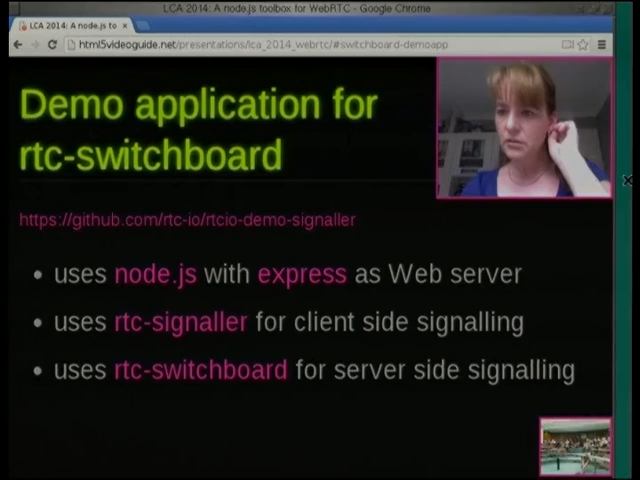 LCA 2014: A node.js toolbox for WebRTC - Google Chrome
LCA 2014: A node.js to
html5videoguide.net/presentations/lca_2014_webrtc/#switchboard-demoapp
Demo application for
rtc-switchboard
https://github.com/rtc-io/rtcio-demo-signaller
• uses node.js with express as Web server
• uses rtc-signaller for client side signalling
• uses rtc-switchboard for server side signalling